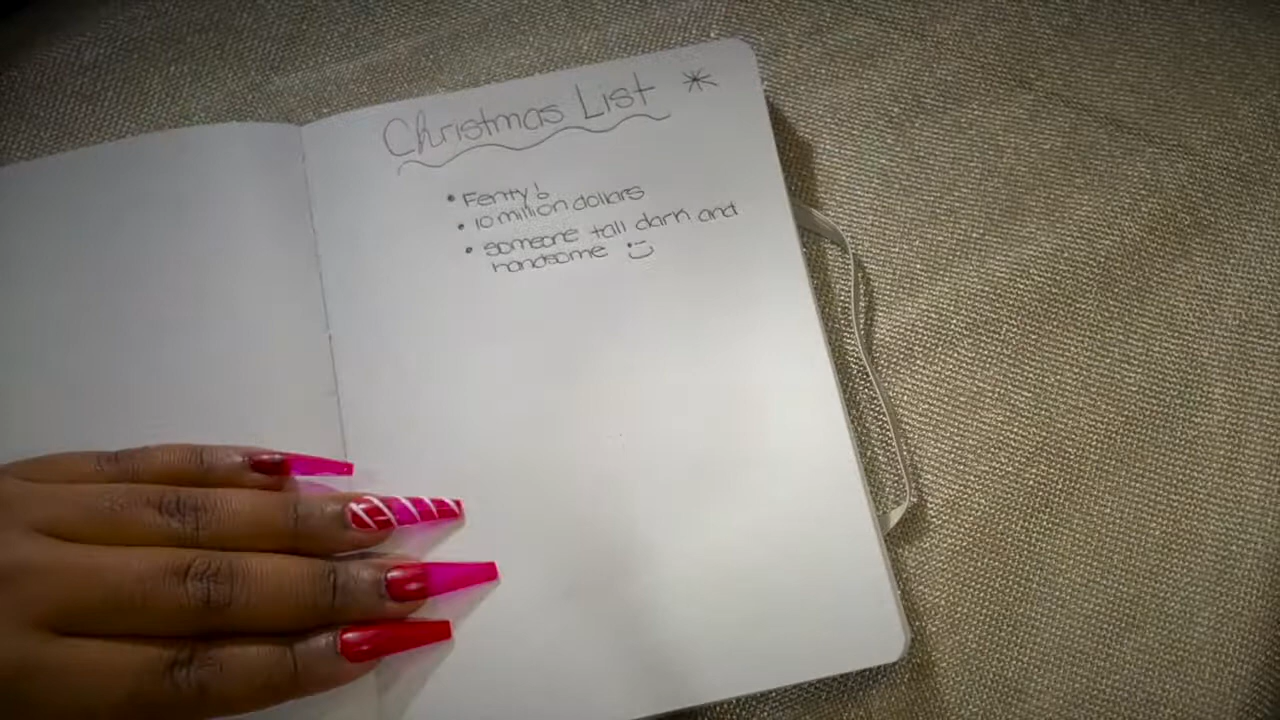 Christmas List *
• Fenty!
• 10 million dollars
• someone tall dark and
handsome :)